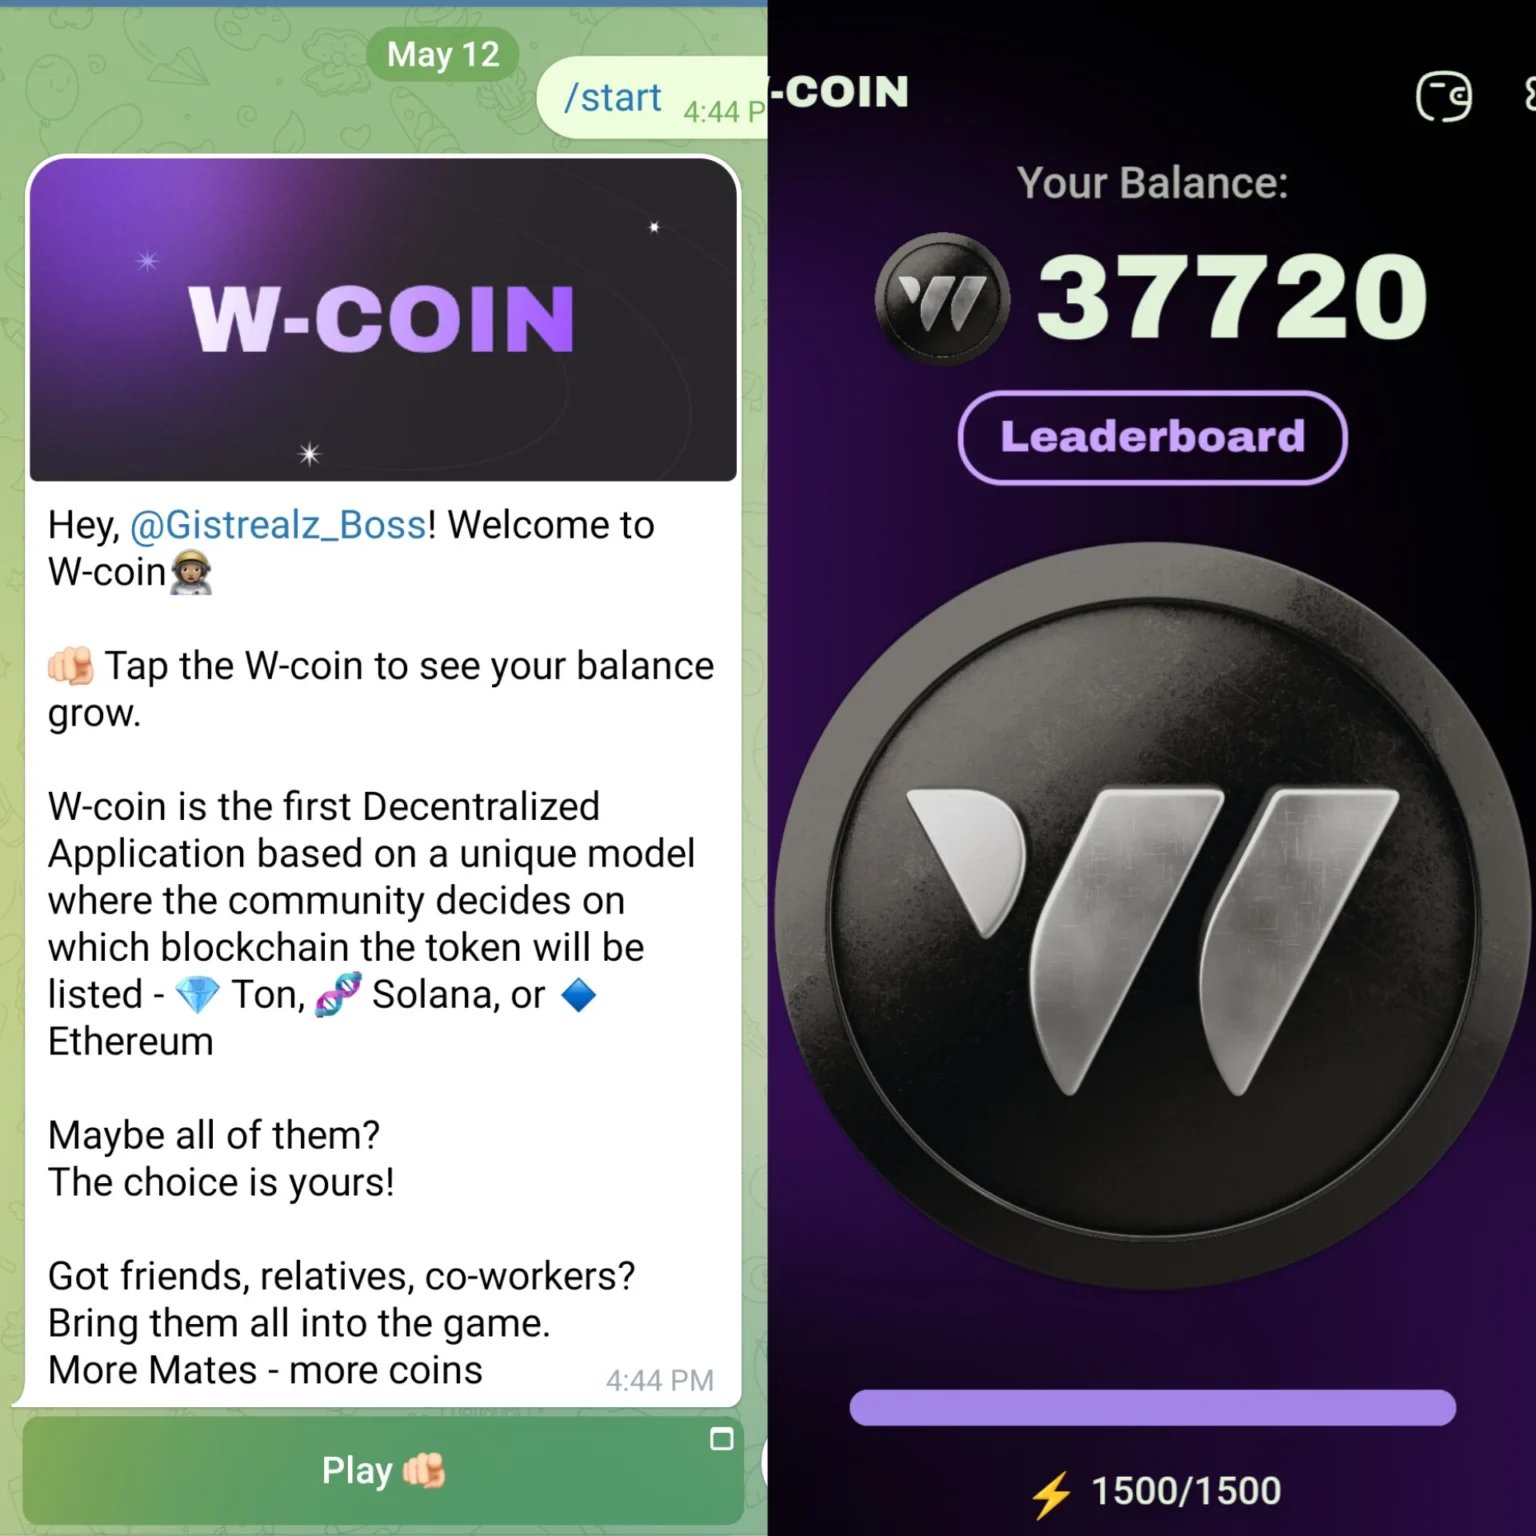 May 12
/start 4:44 P
W-COIN
Hey, @Gistrealz_Boss! Welcome to
W-coin
Tap the W-coin to see your balance
grow.
W-coin is the first Decentralized
Application based on a unique model
where the community decides on
which blockchain the token will be
listed - 💎 Ton, 🧬 Solana, or 🔹
Ethereum
Maybe all of them?
The choice is yours!
Got friends, relatives, co-workers?
Bring them all into the game.
More Mates - more coins 4:44 PM
Play
-COIN
Your Balance:
37720
Leaderboard
1500/1500